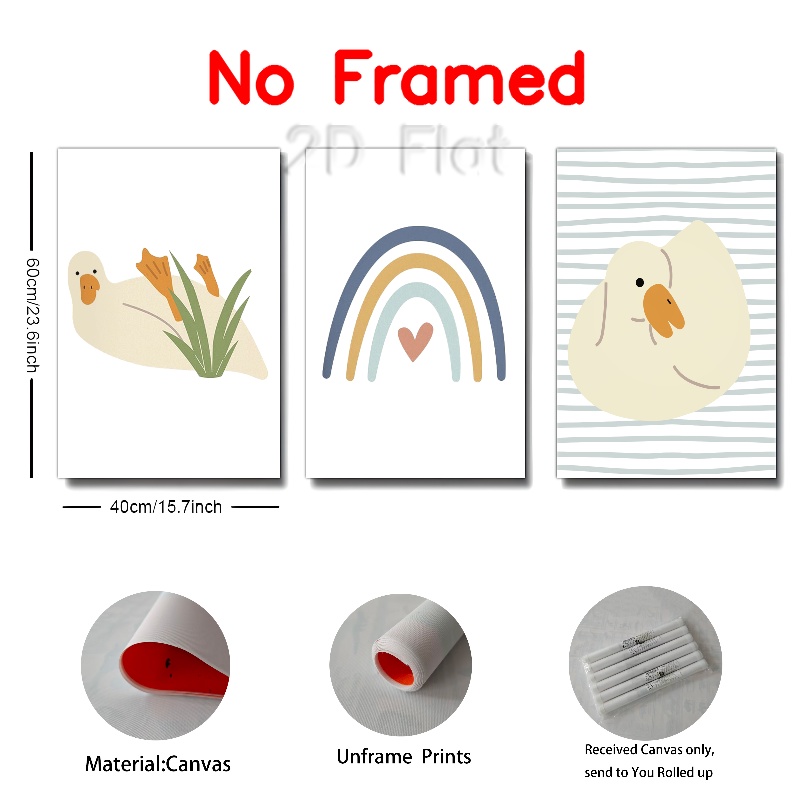 No Framed
2D Flat
60cm/23.6inch
40cm/15.7inch
Material:Canvas
Unframe Prints
Received Canvas only,
send to You Rolled up